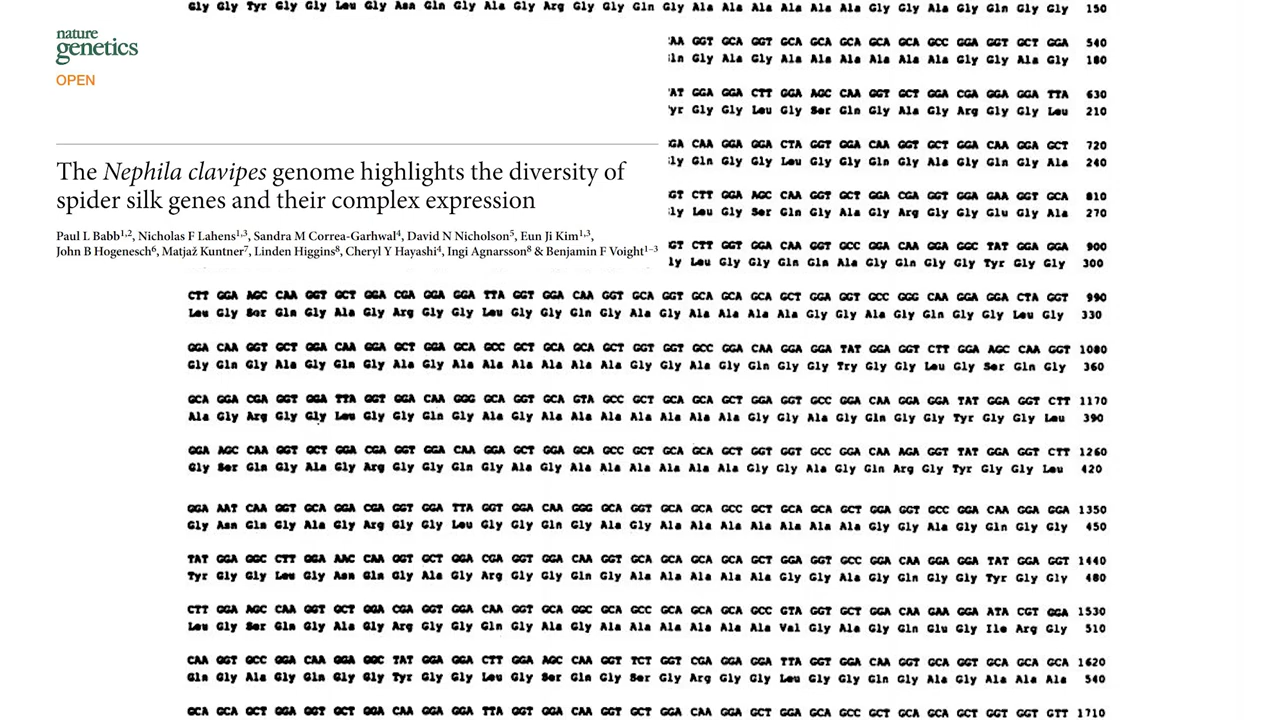 Gly Gly Tyr Gly Gly Leu Gly Asn Gln Gly Ala Gly Arg Gly Gly Gln Gly Ala Ala Ala Ala Ala Ala Gly Gly Ala Gly Gln Gly Gly 150
nature
genetics
OPEN
The Nephila clavipes genome highlights the diversity of
spider silk genes and their complex expression
Paul L Babb1,2, Nicholas F Lahens1,3, Sandra M Correa-Garhwal4, David N Nicholson5, Eun Ji Kim1,3,
John B Hogenesch6, Matjaž Kuntner7, Linden Higgins8, Cheryl Y Hayashi4, Ingi Agnarsson8 & Benjamin F Voight1–3
AA GGT GCA GGT GCA GCA GCA GCA GCA GCC GGA GGT GCT GGA 540
ln Gly Ala Gly Ala Ala Ala Ala Ala Ala Gly Gly Ala Gly 180
AT GGA GGA CTT GGA AGC CAA GGT GCT GGA CGA GGA GGA TTA 630
yr Gly Gly Leu Gly Ser Gln Gly Ala Gly Arg Gly Gly Leu 210
GA CAA GGA GGA CTA GGT GGA CAA GGT GCT GGA CAA GGA GCT 720
ly Gln Gly Gly Leu Gly Gly Gln Gly Ala Gly Gln Gly Ala 240
GT CTT GGA AGC CAA GGT GCT GGA CGA GGT GGA GAA GGT GCA 810
ly Leu Gly Ser Gln Gly Ala Gly Arg Gly Gly Glu Gly Ala 270
GT CTT GGT GGA CAA GGT GCC GGA CAA GGA GGC TAT GGA GGA 900
ly Leu Gly Gly Gln Gln Ala Gly Gln Gly Gly Tyr Gly Gly 300
CTT GGA AGC CAA GGT GCT GGA CGA GGA GGA TTA GGT GGA CAA GGT GCA GGT GCA GCA GCA GCT GGA GGT GCC GGG CAA GGA GGA CTA GGT 990
Leu Gly Ser Gln Gly Ala Gly Arg Gly Gly Leu Gly Gly Gln Gly Ala Gly Ala Ala Ala Ala Gly Gly Ala Gly Gln Gly Gly Leu Gly 330
GGA CAA GGT GCT GGA CAA GGA GCT GGA GCA GCC GCT GCA GCA GCT GGT GGT GCC GGA CAA GGA GGA TAT GGA GGT CTT GGA AGC CAA GGT 1080
Gly Gln Gly Ala Gly Gln Gly Ala Gly Ala Ala Ala Ala Ala Ala Gly Gly Ala Gly Gln Gly Gly Try Gly Gly Leu Gly Ser Gln Gly 360
GCA GGA CGA GGT GGA TTA GGT GGA CAA GGG GCA GGT GCA GTA GCC GCT GCA GCA GCT GGA GGT GCC GGA CAA GGA GGA TAT GGA GGT CTT 1170
Ala Gly Arg Gly Gly Leu Gly Gly Gln Gly Ala Gly Ala Ala Ala Ala Ala Ala Ala Gly Gly Ala Gly Gln Gly Gly Tyr Gly Gly Leu 390
GGA AGC CAA GGT GCT GGA CGA GGT GGA CAA GGA GCT GGA GCA GCC GCT GCA GCA GCT GGT GGT GCC GGA CAA AGA GGT TAT GGA GGT CTT 1260
Gly Ser Gln Gly Ala Gly Arg Gly Gly Gln Gly Ala Gly Ala Ala Ala Ala Ala Ala Gly Gly Ala Gly Gln Arg Gly Tyr Gly Gly Leu 420
GGA AAT CAA GGT GCA GGA CGA GGT GGA TTA GGT GGA CAA GGG GCA GGT GCA GCA GCC GCT GCA GCA GCT GGA GGT GCC GGA CAA GGA GGA 1350
Gly Asn Gln Gly Ala Gly Arg Gly Gly Leu Gly Gly Gln Gly Ala Gly Ala Ala Ala Ala Ala Ala Ala Gly Gly Ala Gly Gln Gly Gly 450
TAT GGA GGC CTT GGA AAC CAA GGT GCT GGA CGA GGT GGA CAA GGT GCA GCA GCA GCA GCT GGA GGT GCC GGA CAA GGA GGA TAT GGA GGT 1440
Tyr Gly Gly Leu Gly Asn Gln Gly Ala Gly Arg Gly Gly Gln Gly Ala Ala Ala Ala Ala Gly Gly Ala Gly Gln Gly Gly Tyr Gly Gly 480
CTT GGA AGC CAA GGT GCT GGA CGA GGT GGA CAA GGT GCA GGC GCA GCC GCA GCA GCA GCC GTA GGT GCT GGA CAA GAA GGA ATA CGT GGA 1530
Leu Gly Ser Gln Gly Ala Gly Arg Gly Gly Gln Gly Ala Gly Ala Ala Ala Ala Ala Ala Val Gly Ala Gly Gln Glu Gly Ile Arg Gly 510
CAA GGT GCC GGA CAA GGA GGC TAT GGA GGA CTT GGA AGC CAA GGT TCT GGT CGA GGA GGA TTA GGT GGA CAA GGT GCA GGT GCA GCA GCA 1620
Gln Gly Ala Gly Gln Gly Gly Tyr Gly Gly Leu Gly Ser Gln Gly Ser Gly Arg Gly Gly Leu Gly Gly Gln Gly Ala Gly Ala Ala Ala 540
GCA GCA GCT GGA GGT GCT GGA CAA GGA GGA TTA GGT GGA CAA GGT GCT GGA CAA GGA GCT GGA GCA GCC GCT GCA GCA GCT GGT GGT GTT 1710